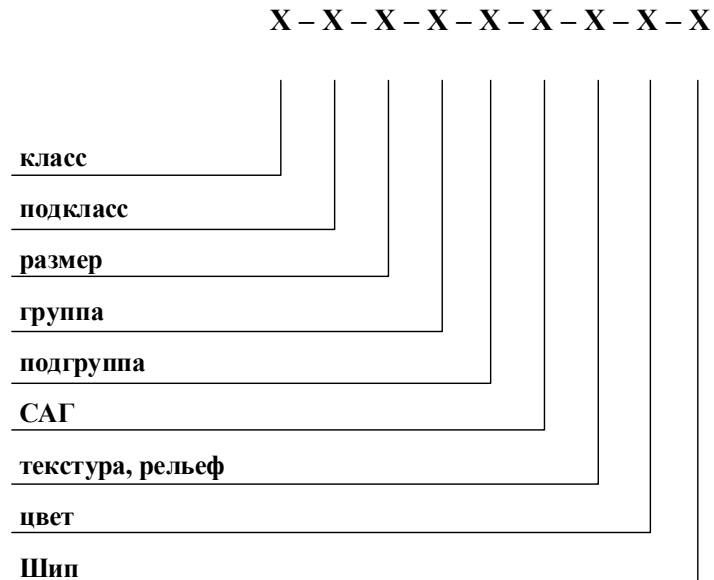 Х – Х – Х – Х – Х – Х – Х – Х – Х
класс
подкласс
размер
группа
подгруппа
САГ
текстура, рельеф
цвет
Шип